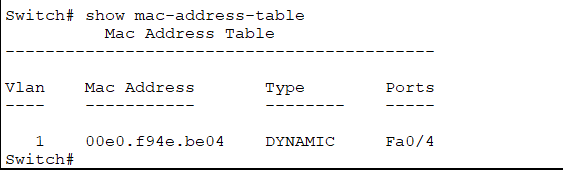 Switch# show mac-address-table
Mac Address Table
-------------------------------------------
Vlan    Mac Address       Type        Ports
----    -----------       --------    -----
1    00e0.f94e.be04    DYNAMIC     Fa0/4
Switch#